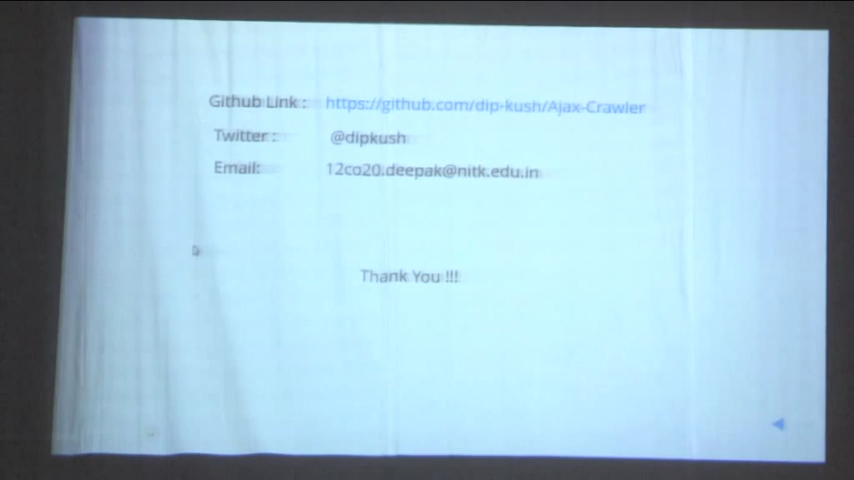 Github Link : https://github.com/dip-kush/Ajax-Crawler
Twitter : @dipkush
Email: 12co20.deepak@nitk.edu.in
Thank You !!!